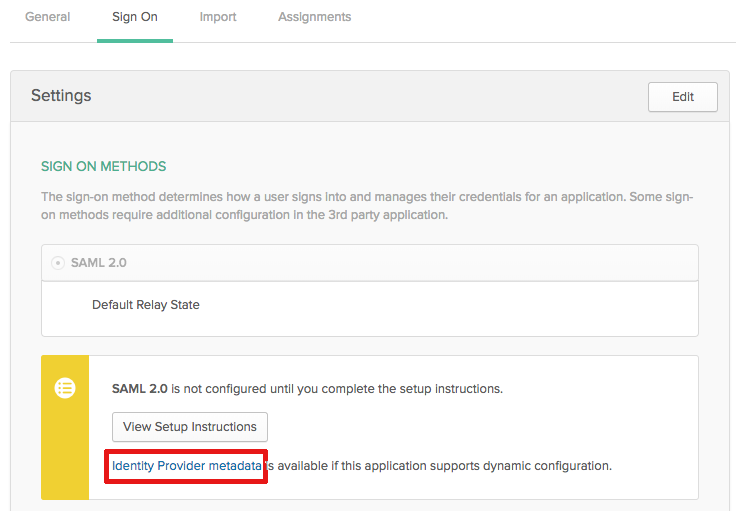 General Sign On Import Assignments
Settings Edit
SIGN ON METHODS
The sign-on method determines how a user signs into and manages their credentials for an application. Some sign-
on methods require additional configuration in the 3rd party application.
SAML 2.0
Default Relay State
SAML 2.0 is not configured until you complete the setup instructions.
View Setup Instructions
Identity Provider metadata is available if this application supports dynamic configuration.